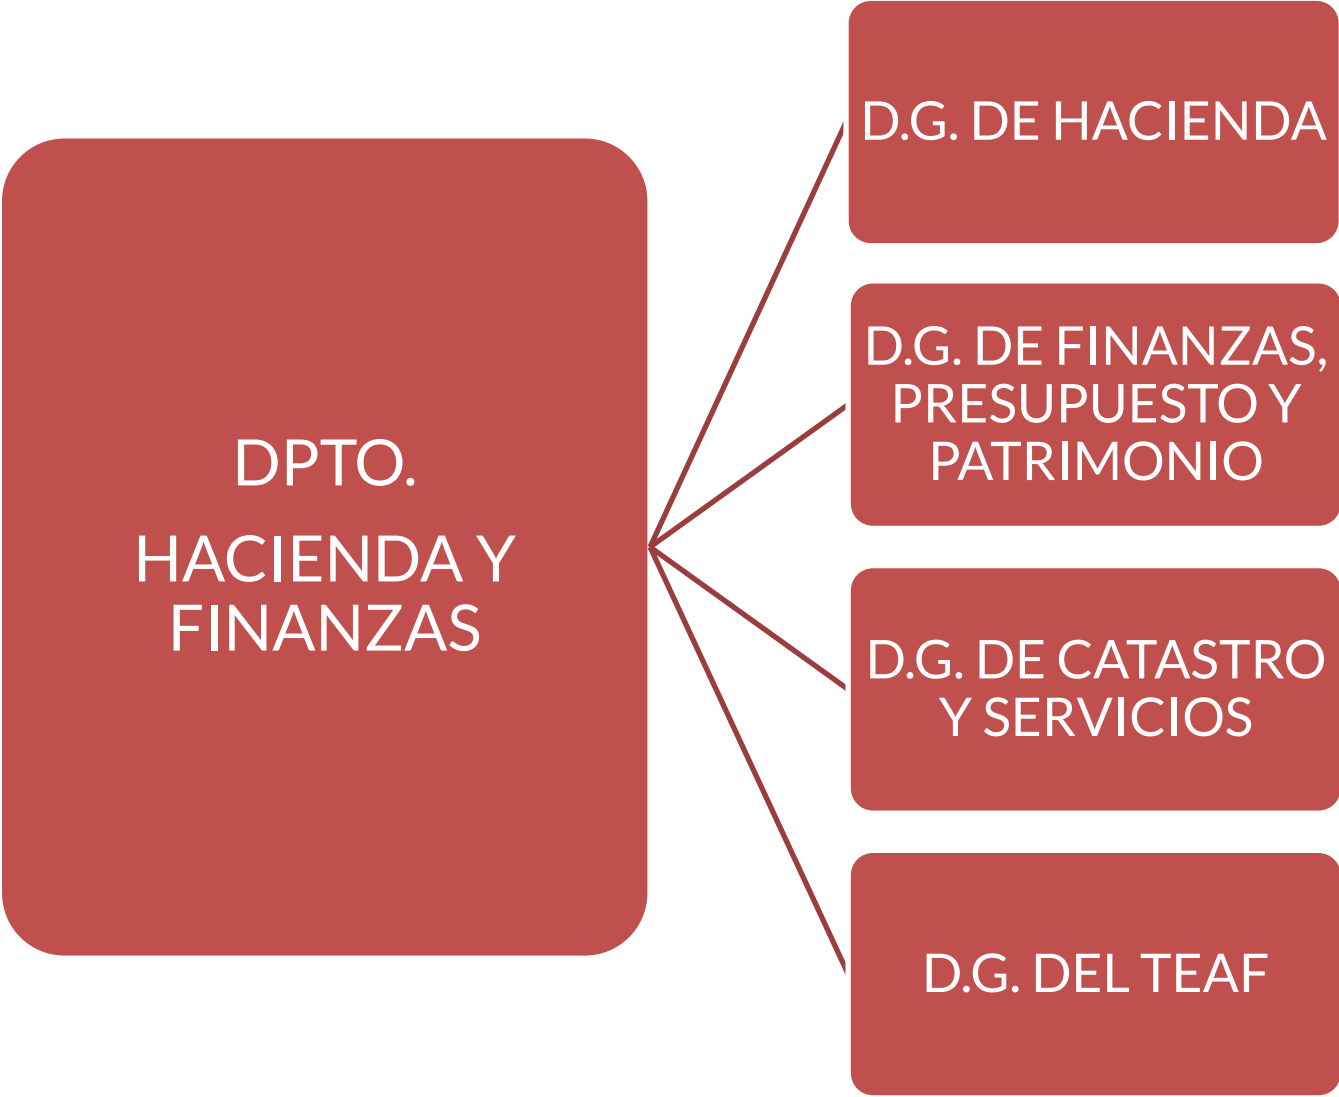 DPTO.
HACIENDA Y
FINANZAS
D.G. DE HACIENDA
D.G. DE FINANZAS,
PRESUPUESTO Y
PATRIMONIO
D.G. DE CATASTRO
Y SERVICIOS
D.G. DEL TEAF